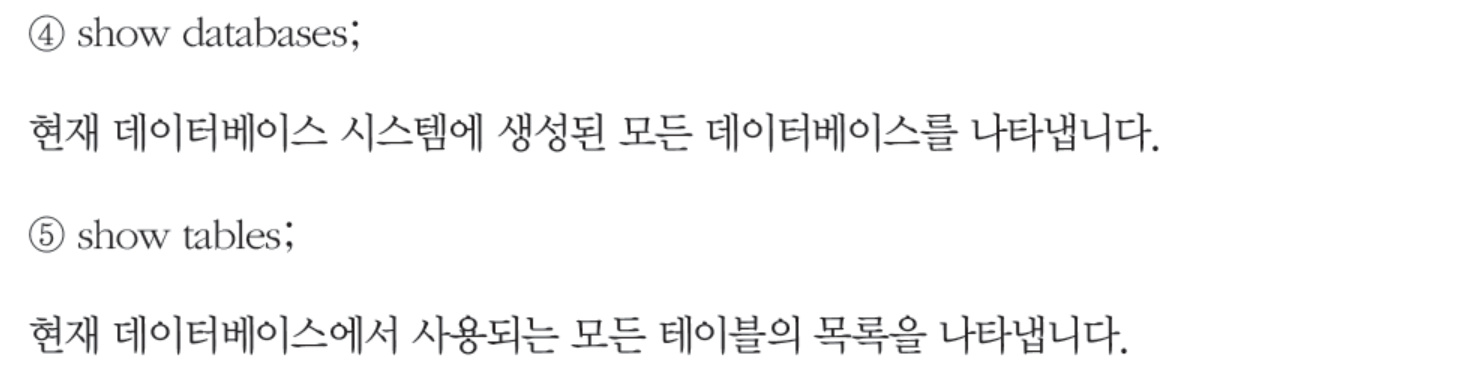 ④ show databases;
현재 데이터베이스 시스템에 생성된 모든 데이터베이스를 나타냅니다.
⑤ show tables;
현재 데이터베이스에서 사용되는 모든 테이블의 목록을 나타냅니다.